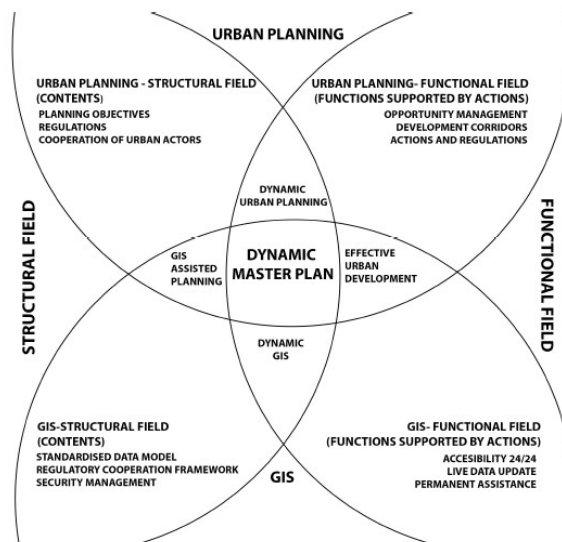 URBAN PLANNING
URBAN PLANNING - STRUCTURAL FIELD
(CONTENTS)
PLANNING OBJECTIVES
REGULATIONS
COOPERATION OF URBAN ACTORS
URBAN PLANNING- FUNCTIONAL FIELD
(FUNCTIONS SUPPORTED BY ACTIONS)
OPPORTUNITY MANAGEMENT
DEVELOPMENT CORRIDORS
ACTIONS AND REGULATIONS
DYNAMIC
URBAN PLANNING
STRUCTURAL FIELD
GIS
ASSISTED
PLANNING
DYNAMIC
MASTER PLAN
EFFECTIVE
URBAN
DEVELOPMENT
FUNCTIONAL FIELD
DYNAMIC
GIS
GIS-STRUCTURAL FIELD
(CONTENTS)
STANDARDISED DATA MODEL
REGULATORY COOPERATION FRAMEWORK
SECURITY MANAGEMENT
GIS- FUNCTIONAL FIELD
(FUNCTIONS SUPPORTED BY ACTIONS)
ACCESIBILITY 24/24
LIVE DATA UPDATE
PERMANENT ASSISTANCE
GIS